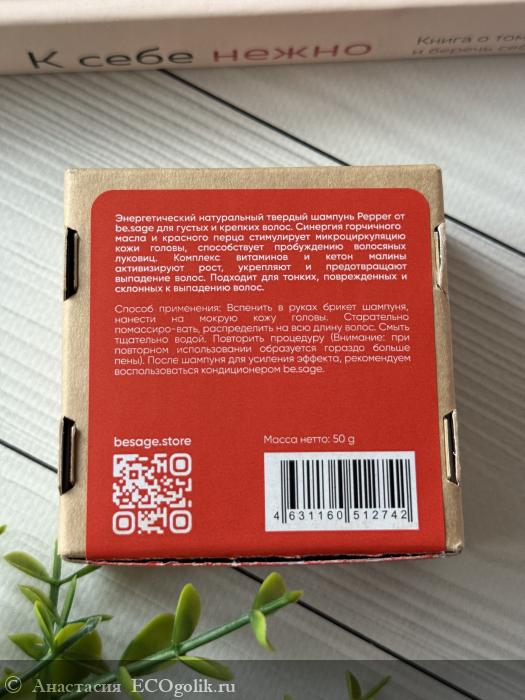 К себе нежно
Книга о том
и беречь себ
Энергетический натуральный твердый шампунь Pepper от
be.sage для густых и крепких волос. Синергия горчичного
масла и красного перца стимулирует микроциркуляцию
кожи головы, способствует пробуждению волосяных
луковиц. Комплекс витаминов и кетон малины
активизируют рост, укрепляют и предотвращают
выпадение волос. Подходит для тонких, поврежденных и
склонных к выпадению волос.
Способ применения: Вспенить в руках брикет шампуня,
нанести на мокрую кожу головы. Старательно
помассиро-вать, распределить на всю длину волос. Смыть
тщательно водой. Повторить процедуру (Внимание: при
повторном использовании образуется гораздо больше
пены). После шампуня для усиления эффекта, рекомендуем
воспользоваться кондиционером be.sage.
besage.store
Масса нетто: 50 g
4 631160 512742
Анастасия ECOgolik.ru